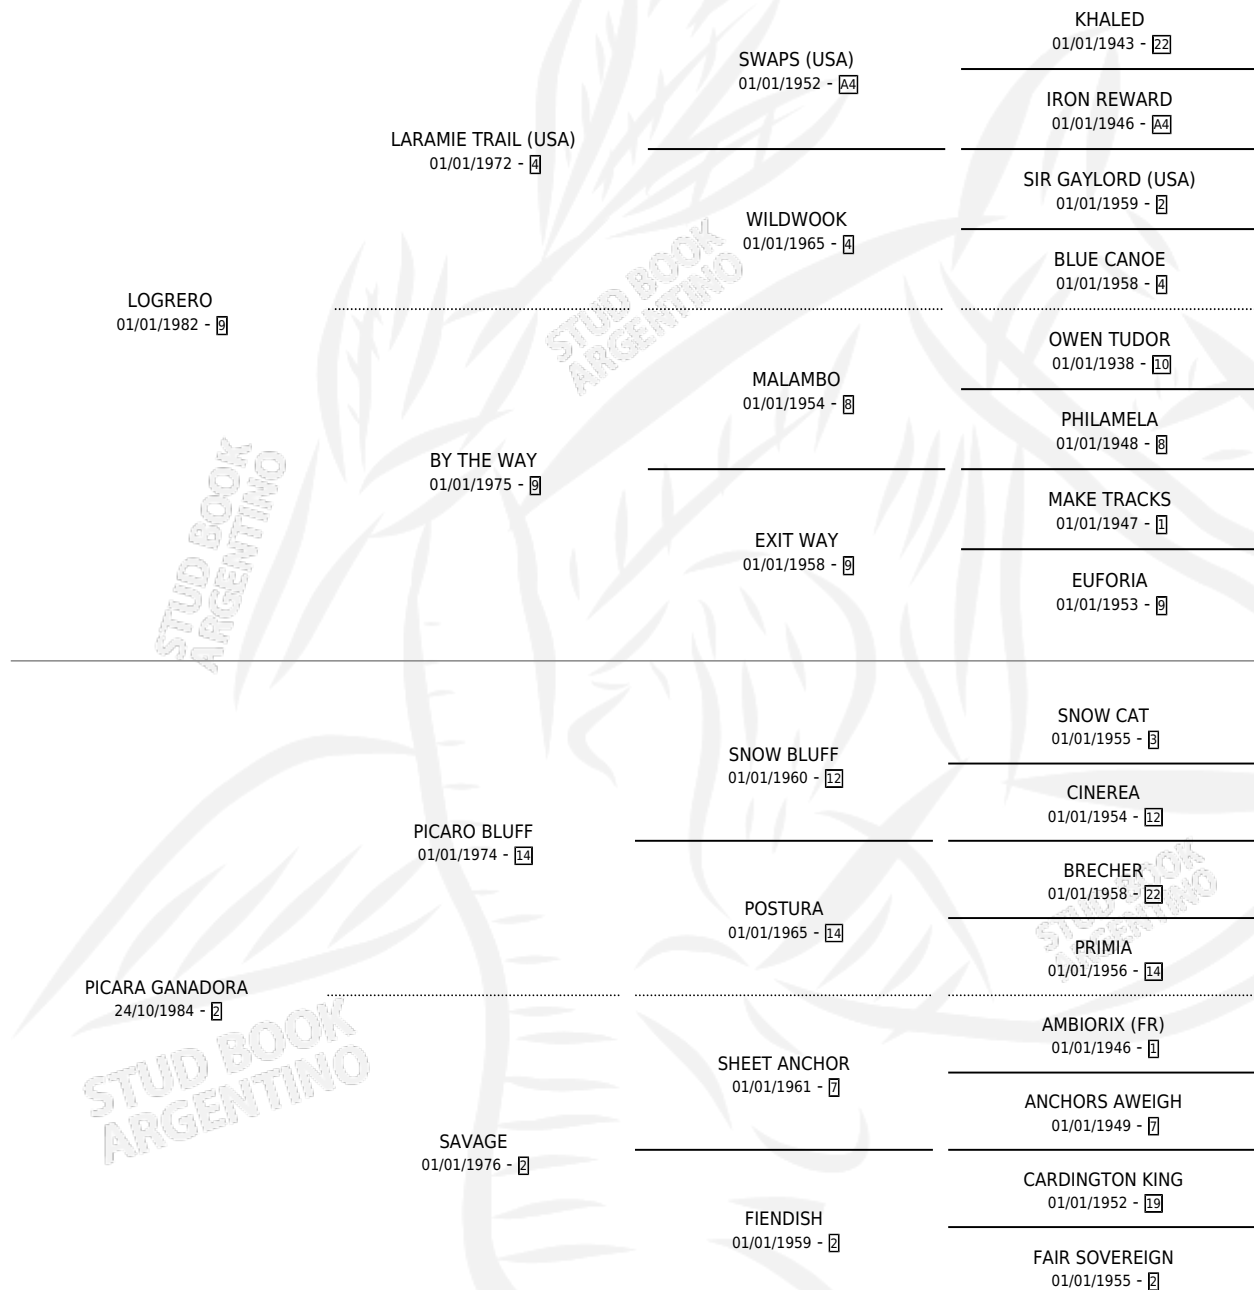 KHALED
01/01/1943 - 22
SWAPS (USA)
01/01/1952 - A4
IRON REWARD
01/01/1946 - A4
LARAMIE TRAIL (USA)
01/01/1972 - 4
SIR GAYLORD (USA)
01/01/1959 - 2
WILDWOOK
01/01/1965 - 4
BLUE CANOE
01/01/1958 - 4
LOGRERO
01/01/1982 - 9
OWEN TUDOR
01/01/1938 - 10
MALAMBO
01/01/1954 - 8
PHILAMELA
01/01/1948 - 8
BY THE WAY
01/01/1975 - 9
MAKE TRACKS
01/01/1947 - 1
EXIT WAY
01/01/1958 - 9
EUFORIA
01/01/1953 - 9
SNOW CAT
01/01/1955 - 3
SNOW BLUFF
01/01/1960 - 12
CINEREA
01/01/1954 - 12
PICARO BLUFF
01/01/1974 - 14
BRECHER
01/01/1958 - 22
POSTURA
01/01/1965 - 14
PRIMIA
01/01/1956 - 14
PICARA GANADORA
24/10/1984 - 2
AMBIORIX (FR)
01/01/1946 - 1
SHEET ANCHOR
01/01/1961 - 7
ANCHORS AWEIGH
01/01/1949 - 7
SAVAGE
01/01/1976 - 2
CARDINGTON KING
01/01/1952 - 19
FIENDISH
01/01/1959 - 2
FAIR SOVEREIGN
01/01/1955 - 2
STUD BOOK
ARGENTINO
STUD BOOK
ARGENTINO
STUD BOOK
ARGENTINO
STUD BOOK
ARGENTINO